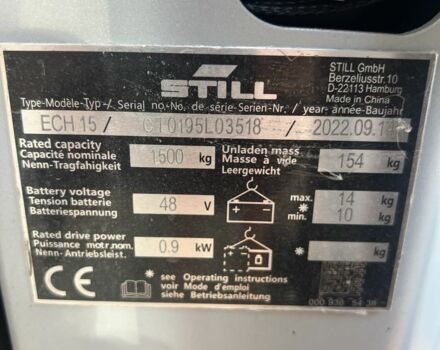 STILL
STILL GmbH
Berzeliusstr.10
D-22113 Hamburg
Made in China
Type-Modèle-Typ-/ Serial no.-No. de série-Serien-Nr./ year-année-Baujahr
ECH 15 / / 2022.09.14
Rated capacity
Capacité nominale
Nenn-Tragfähigkeit
1500 kg
Unladen mass
Masse à vide
Leergewicht
154 kg
Battery voltage
Tension batterie
Batteriespannung
48 V
max. 14 kg
* min. 10 kg
Rated drive power
Puissance motr.nom.
Nenn-Antriebsleist.
0.9 kW
* kg
CE
* see Operating instructions
voir Mode d'emploi
siehe Betriebsanleitung